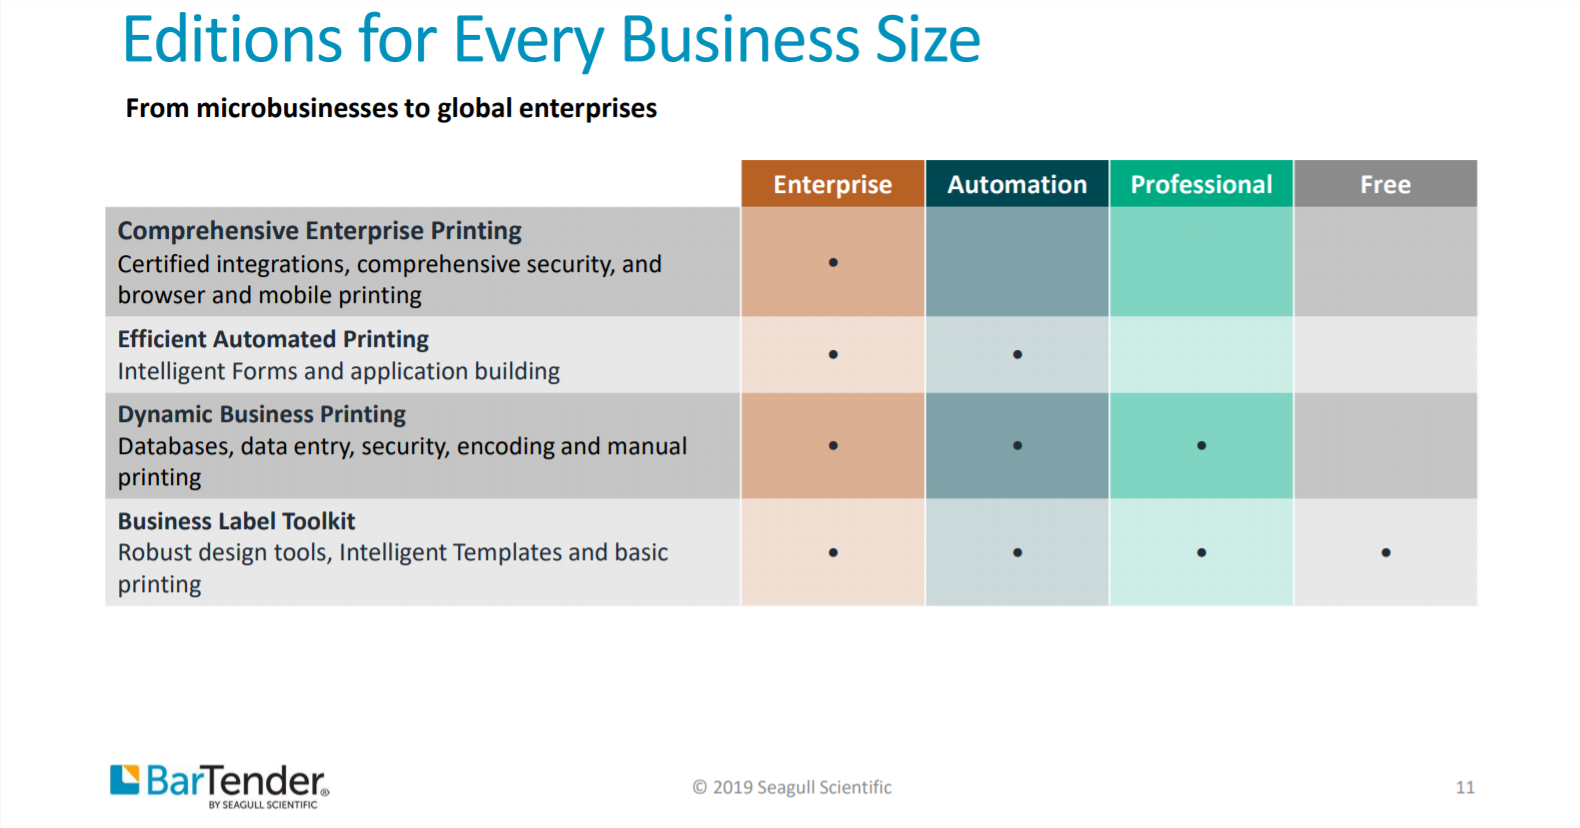 Editions for Every Business Size
From microbusinesses to global enterprises
Enterprise Automation Professional Free
Comprehensive Enterprise Printing
Certified integrations, comprehensive security, and
browser and mobile printing
•
Efficient Automated Printing
Intelligent Forms and application building
• •
Dynamic Business Printing
Databases, data entry, security, encoding and manual
printing
• • •
Business Label Toolkit
Robust design tools, Intelligent Templates and basic
printing
• • • •
BarTender®
BY SEAGULL SCIENTIFIC
© 2019 Seagull Scientific
11